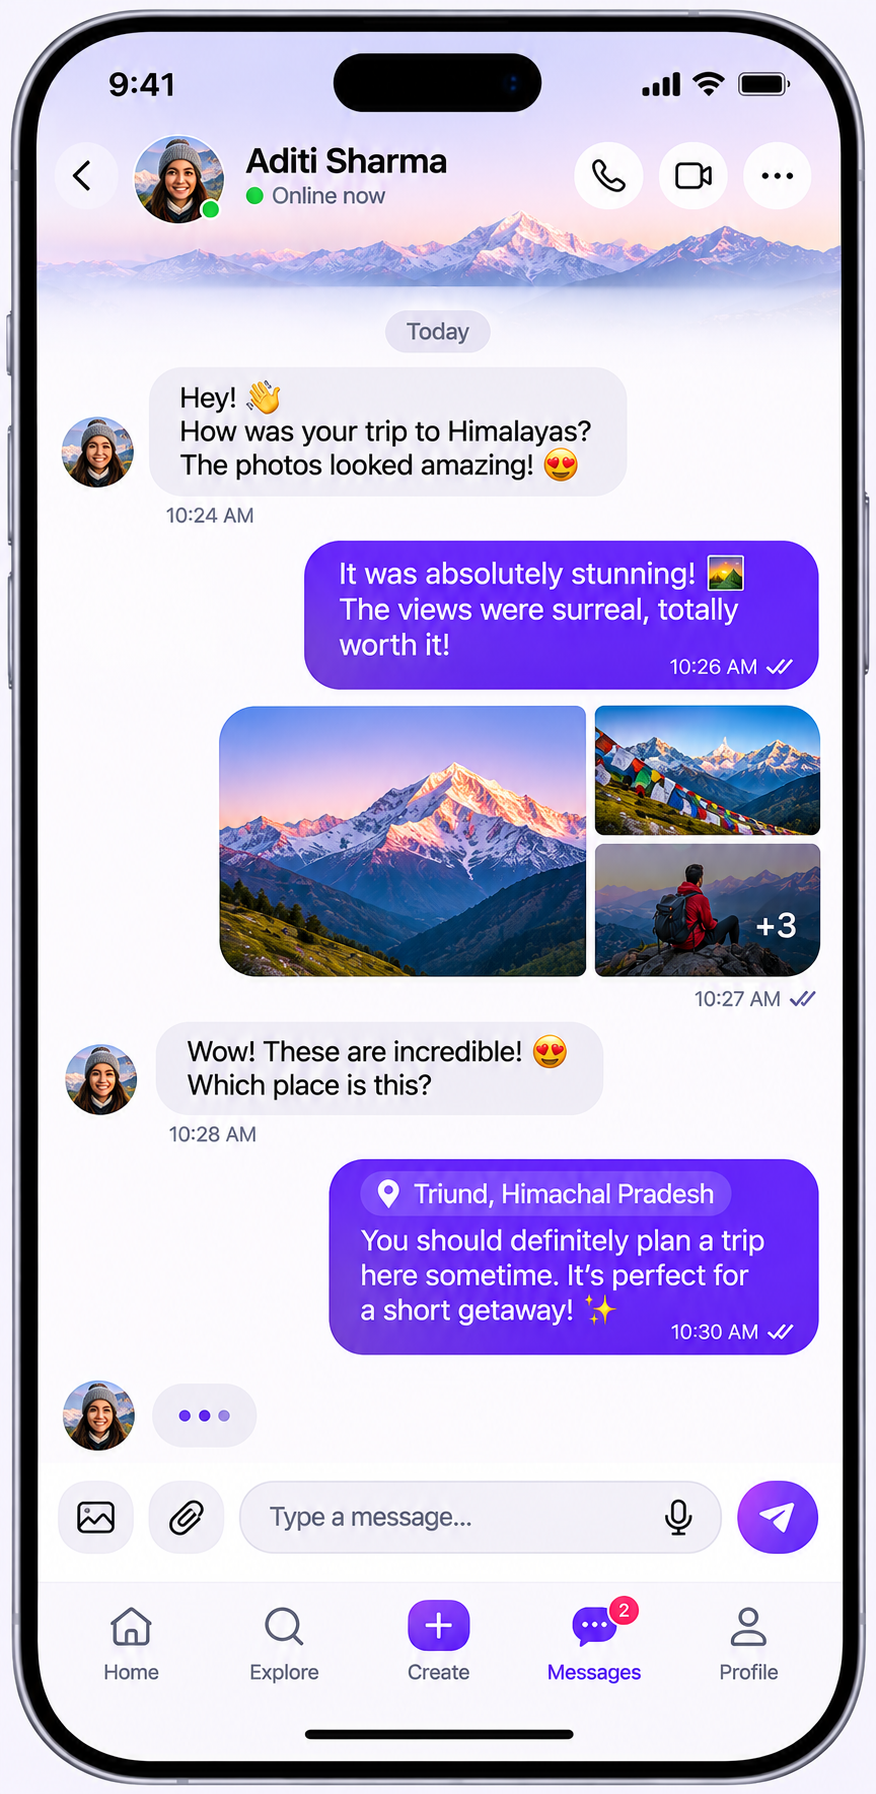 9:41
Aditi Sharma
Online now
Today
Hey! 👋
How was your trip to Himalayas?
The photos looked amazing! 😍
10:24 AM
It was absolutely stunning! 🌄
The views were surreal, totally
worth it!
10:26 AM
+3
10:27 AM
Wow! These are incredible! 😍
Which place is this?
10:28 AM
Triund, Himachal Pradesh
You should definitely plan a trip
here sometime. It’s perfect for
a short getaway! ✨
10:30 AM
Type a message...
2
Home
Explore
Create
Messages
Profile